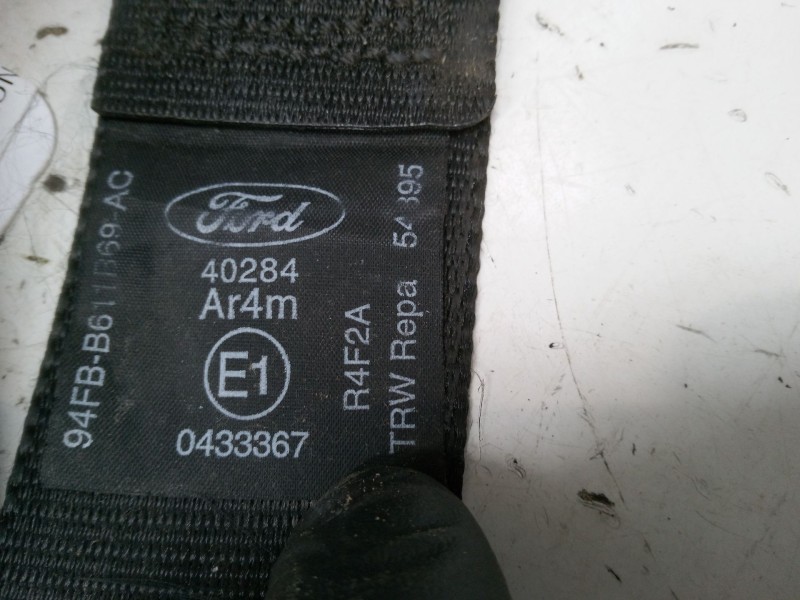 Ford
40284
Ar4m
E1
0433367
94FB-B611B69-AC
R4F2A
TRW Repa